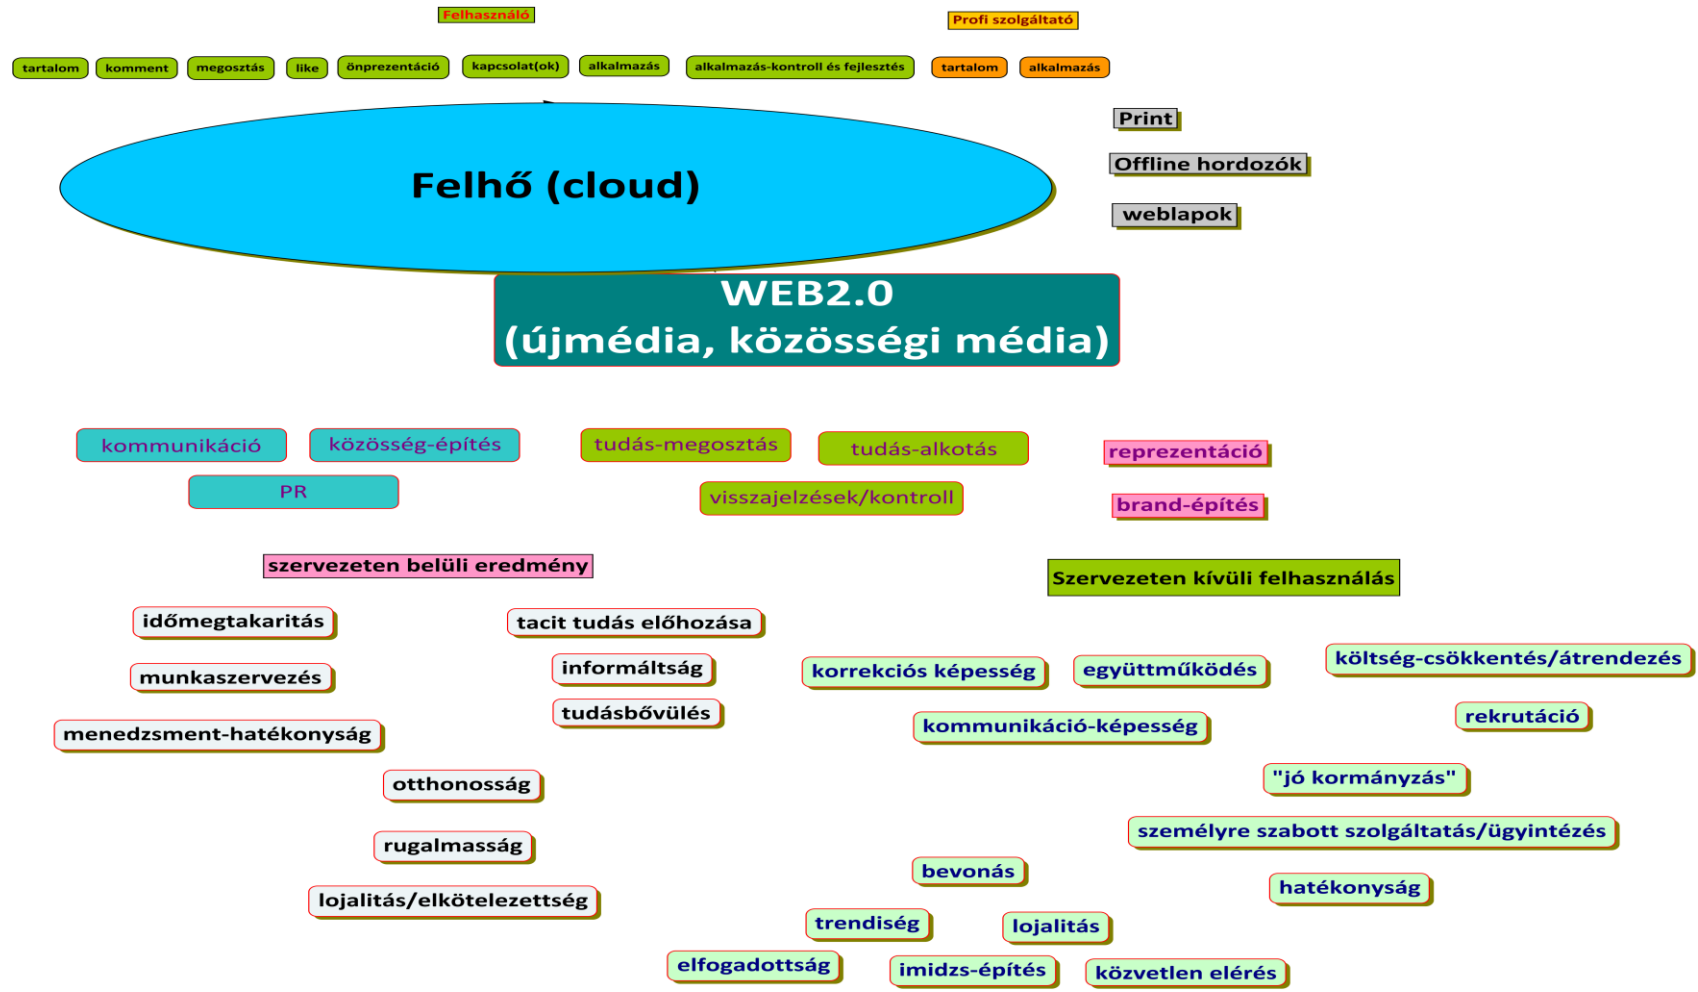 Felhasználó
Profi szolgáltató
tartalom
komment
megosztás
like
önprezentáció
kapcsolat(ok)
alkalmazás
alkalmazás-kontroll és fejlesztés
tartalom
alkalmazás
Print
Offline hordozók
weblapok
Felhő (cloud)
WEB2.0
(újmédia, közösségi média)
kommunikáció
közösség-építés
PR
tudás-megosztás
tudás-alkotás
visszajelzések/kontroll
reprezentáció
brand-építés
szervezeten belüli eredmény
időmegtakaritás
tacit tudás előhozása
munkaszervezés
informáltság
tudásbővülés
menedzsment-hatékonyság
otthonosság
rugalmasság
lojalitás/elkötelezettség
Szervezeten kívüli felhasználás
korrekciós képesség
együttműködés
költség-csökkentés/átrendezés
kommunikáció-képesség
rekrutáció
"jó kormányzás"
személyre szabott szolgáltatás/ügyintézés
bevonás
hatékonyság
trendiség
lojalitás
elfogadottság
imidzs-építés
közvetlen elérés